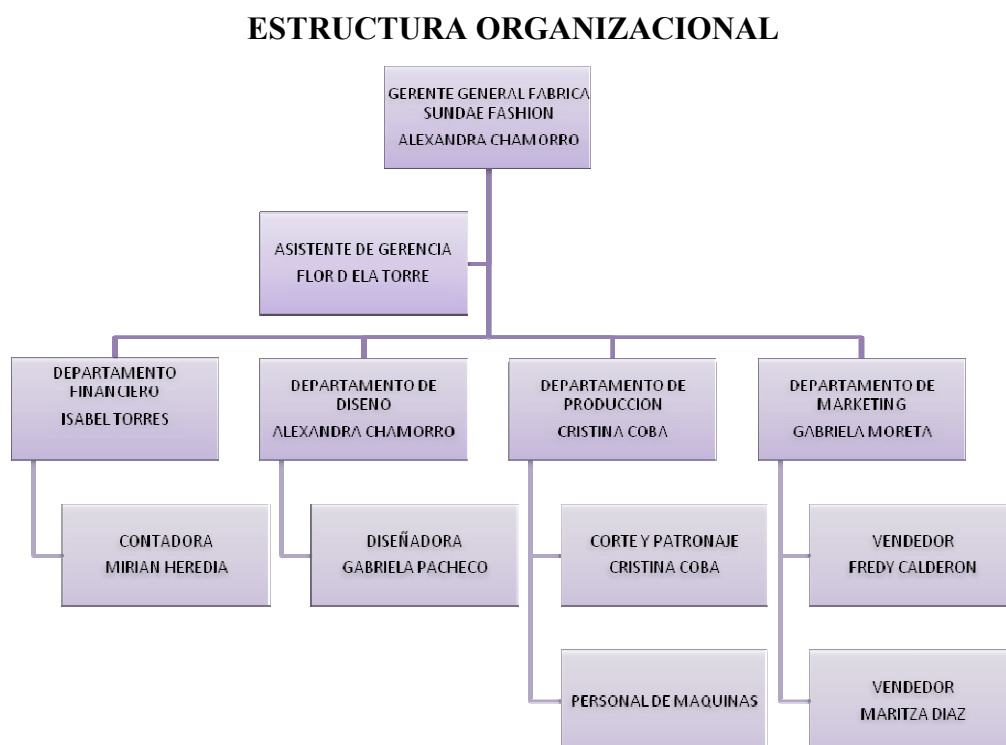 ESTRUCTURA ORGANIZACIONAL
GERENTE GENERAL FABRICA
SUNDAE FASHION
ALEXANDRA CHAMORRO
ASISTENTE DE GERENCIA
FLOR D ELA TORRE
DEPARTAMENTO
FINANCIERO
ISABEL TORRES
DEPARTAMENTO DE
DISENO
ALEXANDRA CHAMORRO
DEPARTAMENTO DE
PRODUCCION
CRISTINA COBA
DEPARTAMENTO DE
MARKETING
GABRIELA MORETA
CONTADORA
MIRIAN HEREDIA
DISEÑADORA
GABRIELA PACHECO
CORTE Y PATRONAJE
CRISTINA COBA
VENDEDOR
FREDY CALDERON
PERSONAL DE MAQUINAS
VENDEDOR
MARITZA DIAZ